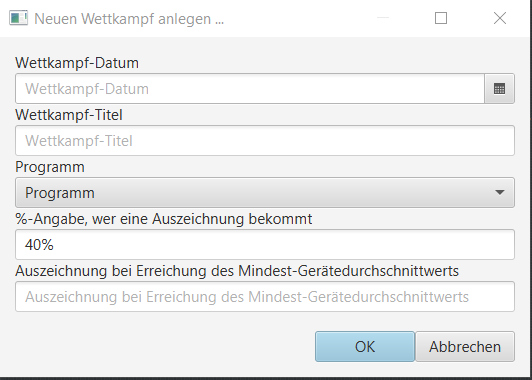 Neuen Wettkampf anlegen ...
Wettkampf-Datum
Wettkampf-Datum
Wettkampf-Titel
Wettkampf-Titel
Programm
Programm
%-Angabe, wer eine Auszeichnung bekommt
40%
Auszeichnung bei Erreichung des Mindest-Gerätedurchschnittwerts
Auszeichnung bei Erreichung des Mindest-Gerätedurchschnittwerts
OK Abbrechen